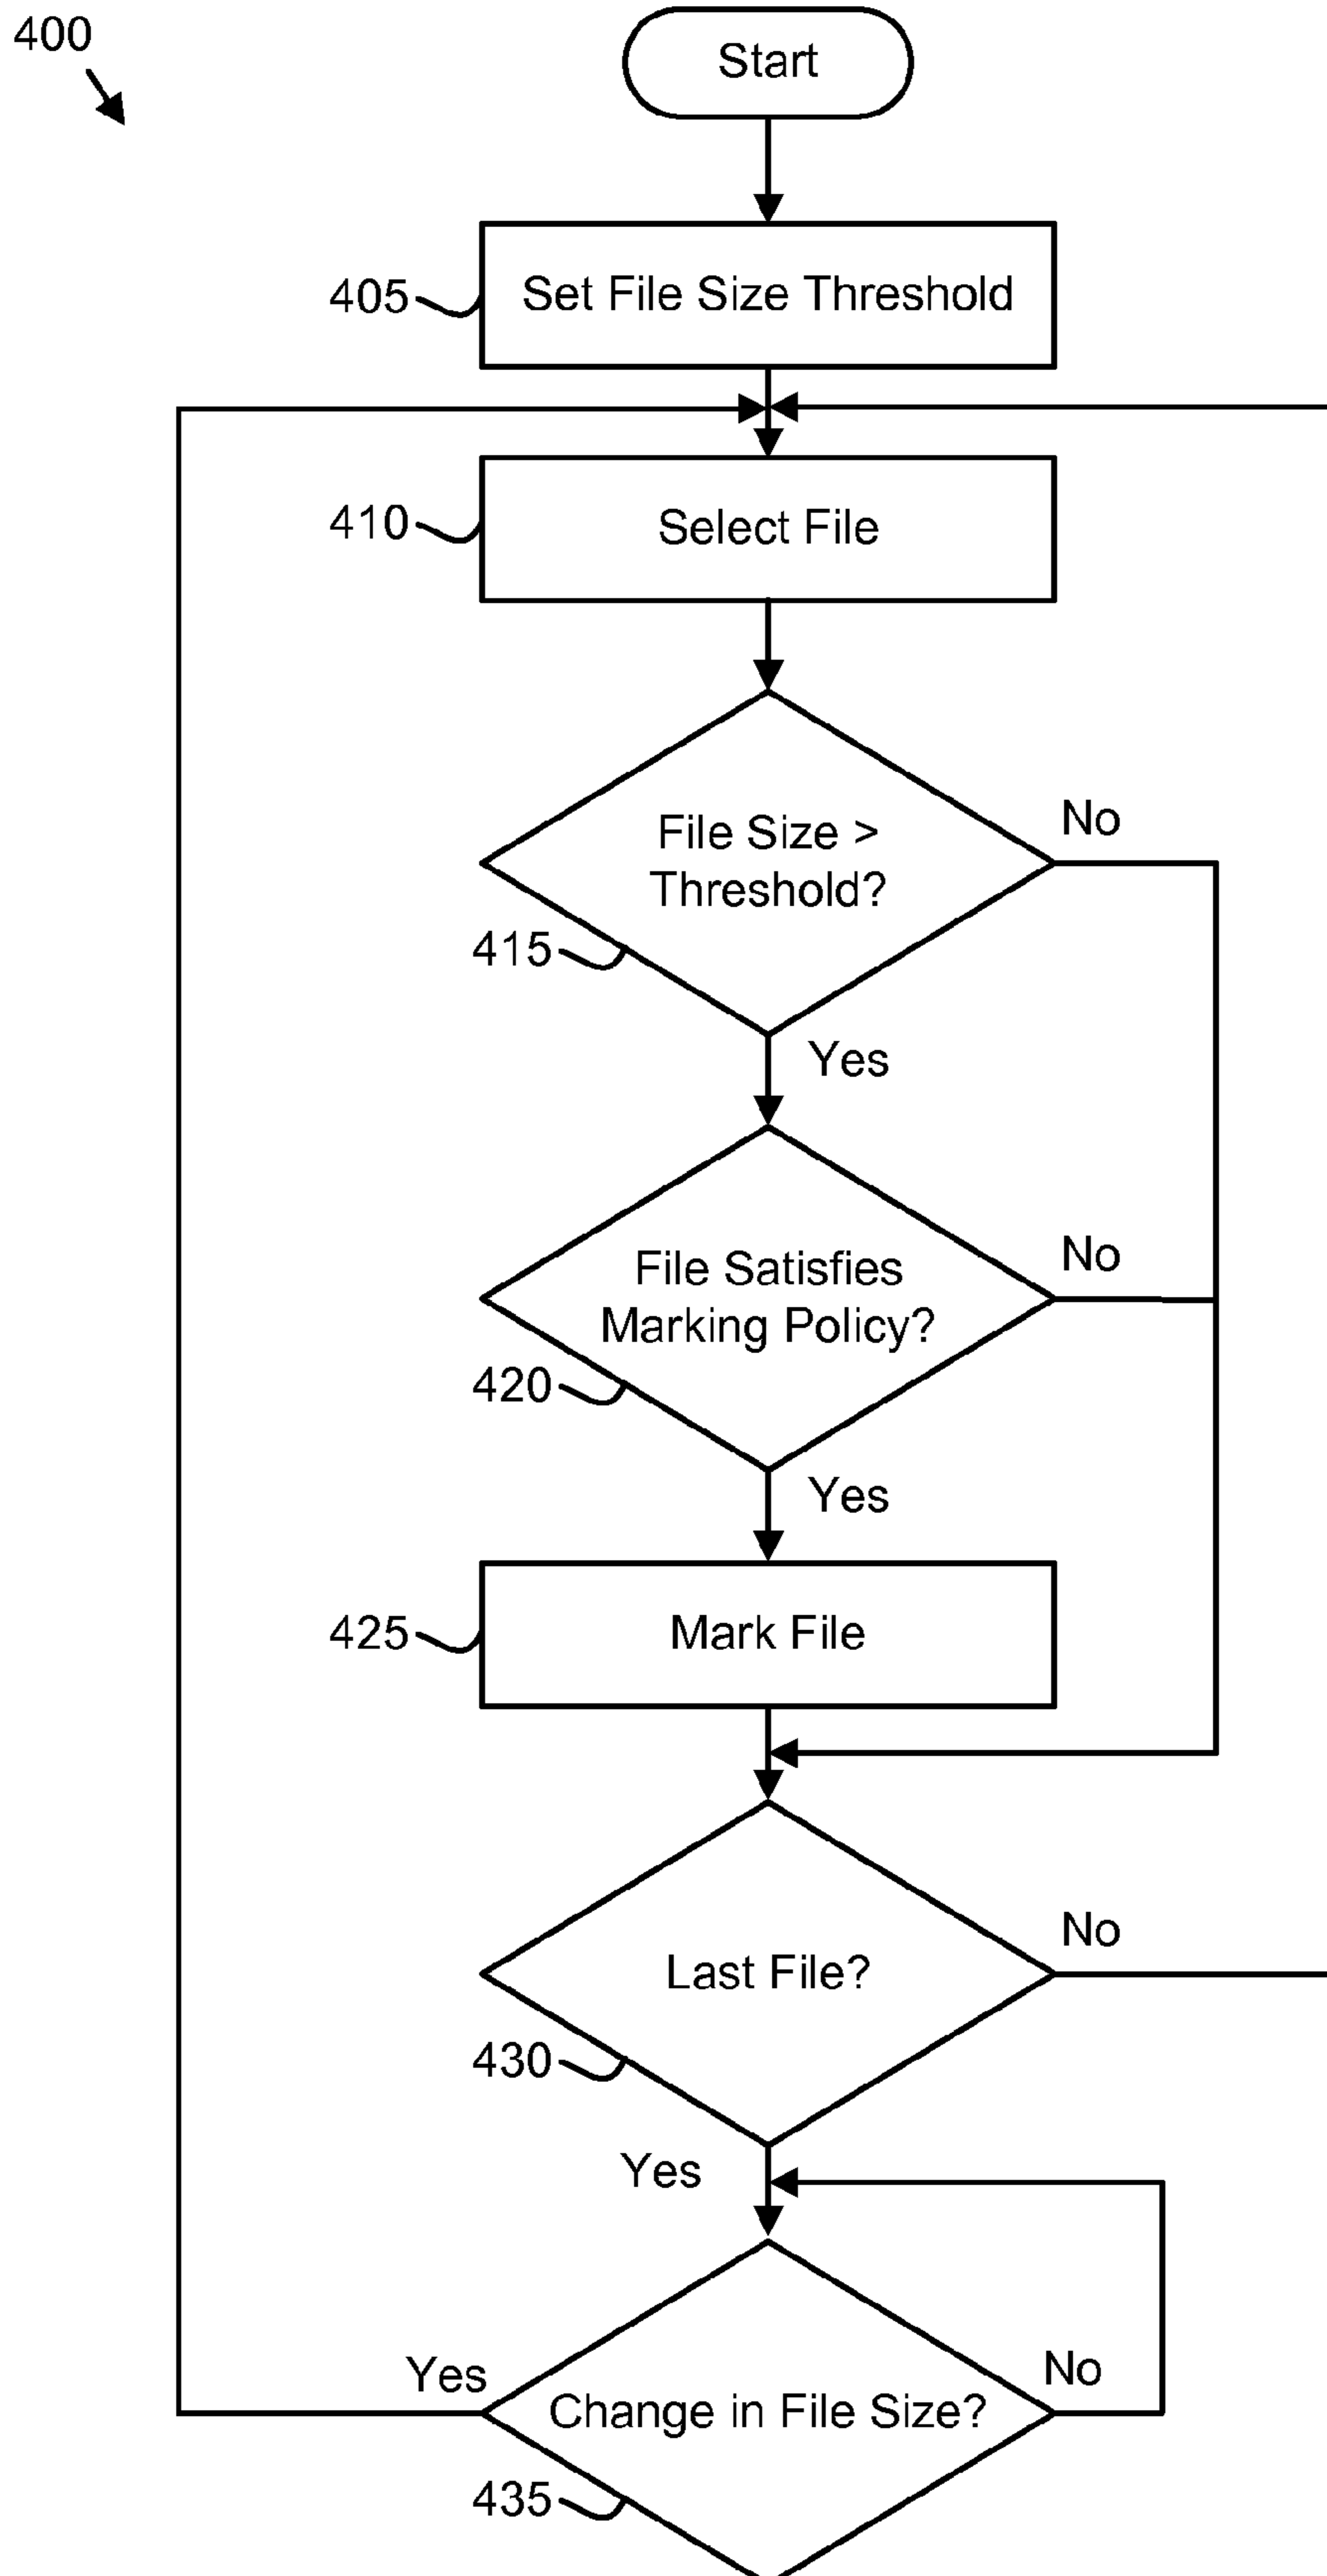 400
Start
405
Set File Size Threshold
410
Select File
File Size >
Threshold?
No
415
Yes
File Satisfies
Marking Policy?
No
420
Yes
425
Mark File
Last File?
No
430
Yes
Yes
Change in File Size?
No
435